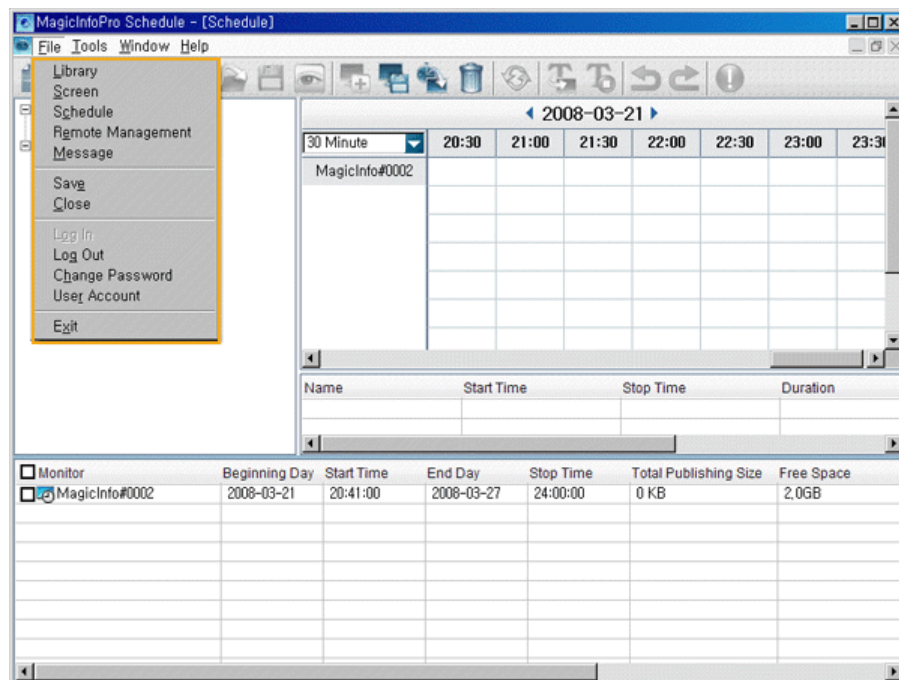 MagicInfoPro Schedule - [Schedule]
File Tools Window Help
Library
Screen
Schedule
Remote Management
Message
Save
Close
Log In
Log Out
Change Password
User Account
Exit
2008-03-21
30 Minute 20:30 21:00 21:30 22:00 22:30 23:00 23:30
MagicInfo#0002
Name Start Time Stop Time Duration
Monitor Beginning Day Start Time End Day Stop Time Total Publishing Size Free Space
MagicInfo#0002 2008-03-21 20:41:00 2008-03-27 24:00:00 0 KB 2,0GB